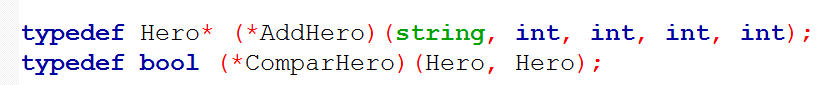 typedef Hero* (*AddHero)(string, int, int, int, int);
typedef bool (*ComparHero)(Hero, Hero);